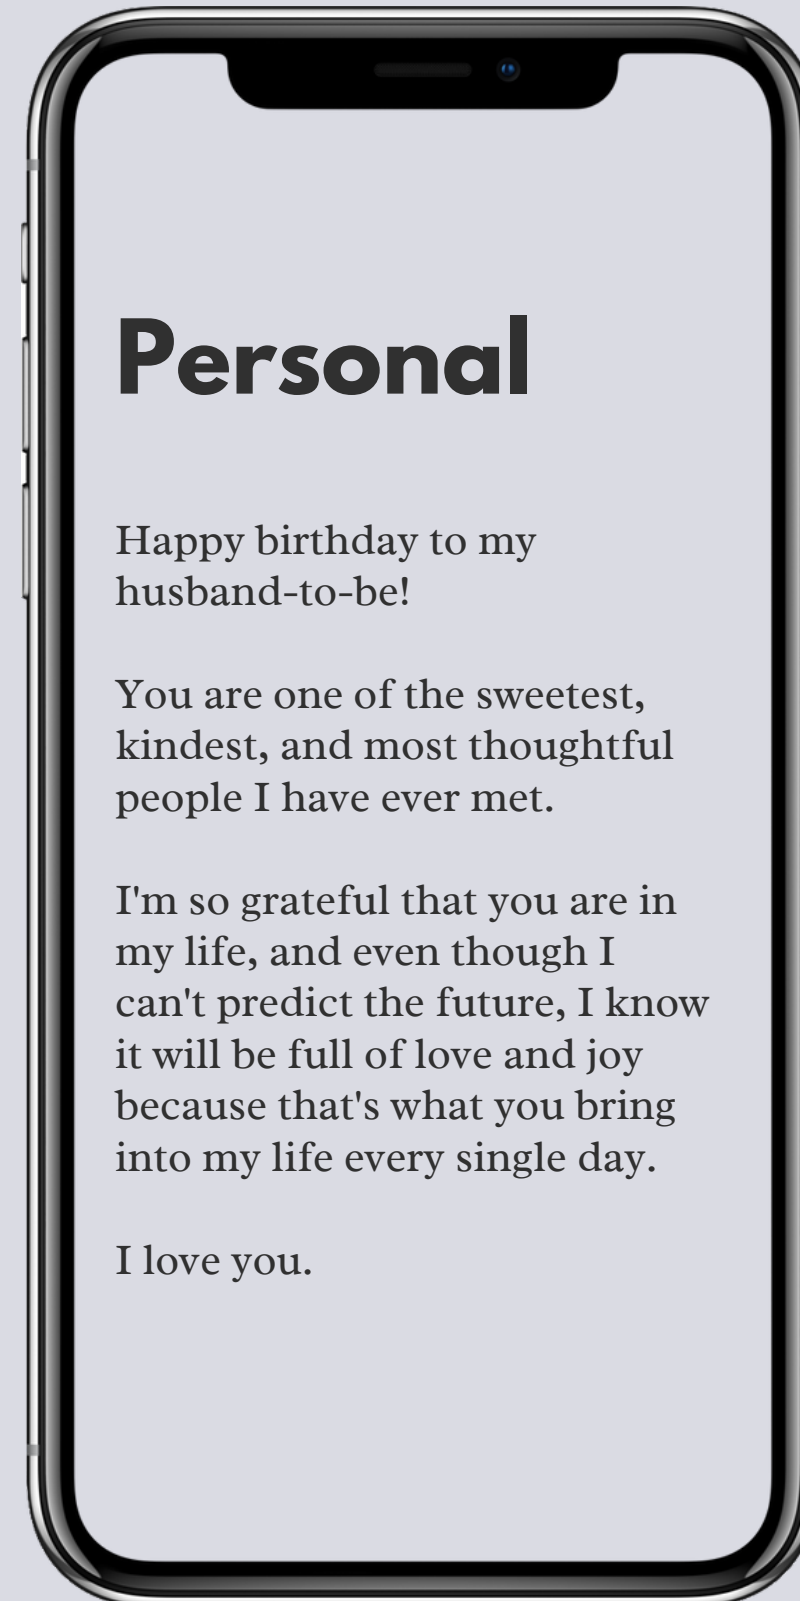 Personal
Happy birthday to my
husband-to-be!
You are one of the sweetest,
kindest, and most thoughtful
people I have ever met.
I'm so grateful that you are in
my life, and even though I
can't predict the future, I know
it will be full of love and joy
because that's what you bring
into my life every single day.
I love you.